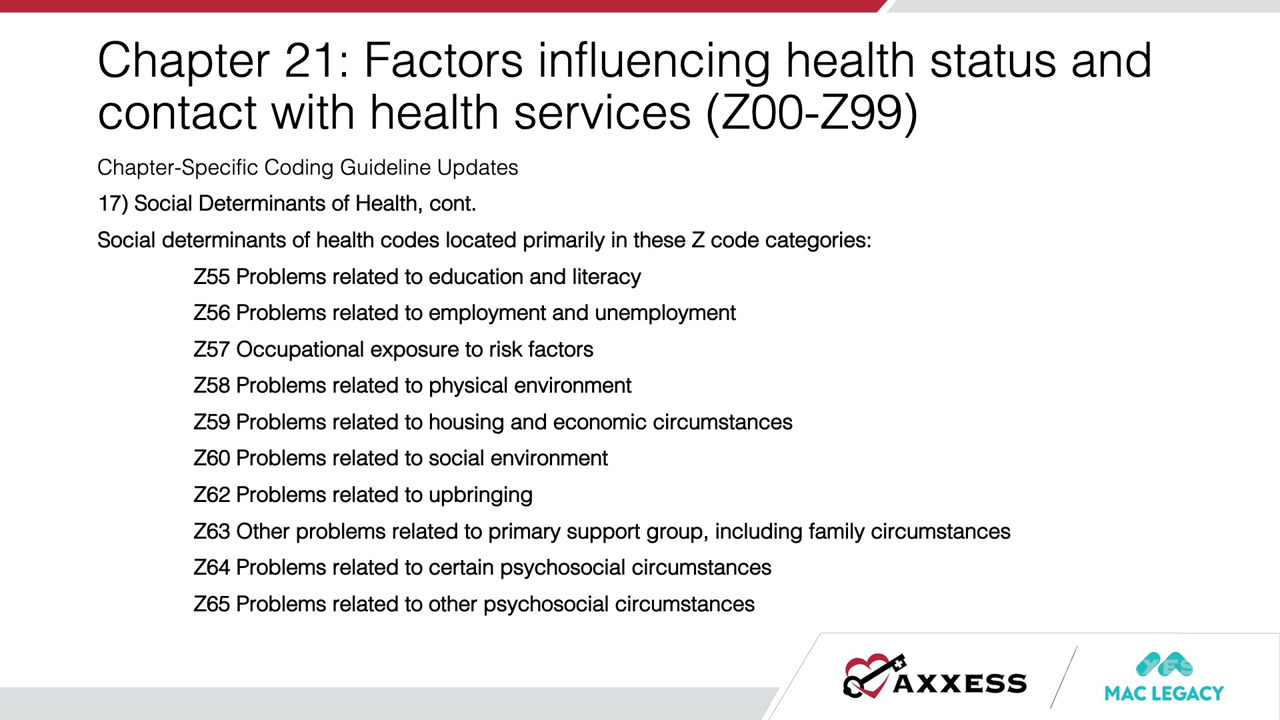 Chapter 21: Factors influencing health status and
contact with health services (Z00-Z99)
Chapter-Specific Coding Guideline Updates
17) Social Determinants of Health, cont.
Social determinants of health codes located primarily in these Z code categories:
Z55 Problems related to education and literacy
Z56 Problems related to employment and unemployment
Z57 Occupational exposure to risk factors
Z58 Problems related to physical environment
Z59 Problems related to housing and economic circumstances
Z60 Problems related to social environment
Z62 Problems related to upbringing
Z63 Other problems related to primary support group, including family circumstances
Z64 Problems related to certain psychosocial circumstances
Z65 Problems related to other psychosocial circumstances
AXXESS
MAC LEGACY